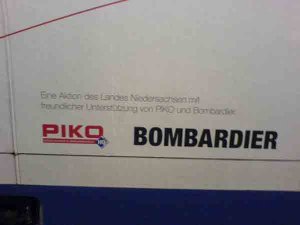 Eine Aktion des Landes Niedersachsen mit
freundlicher Unterstützung von PIKO und Bombardier.
PIKO
BOMBARDIER